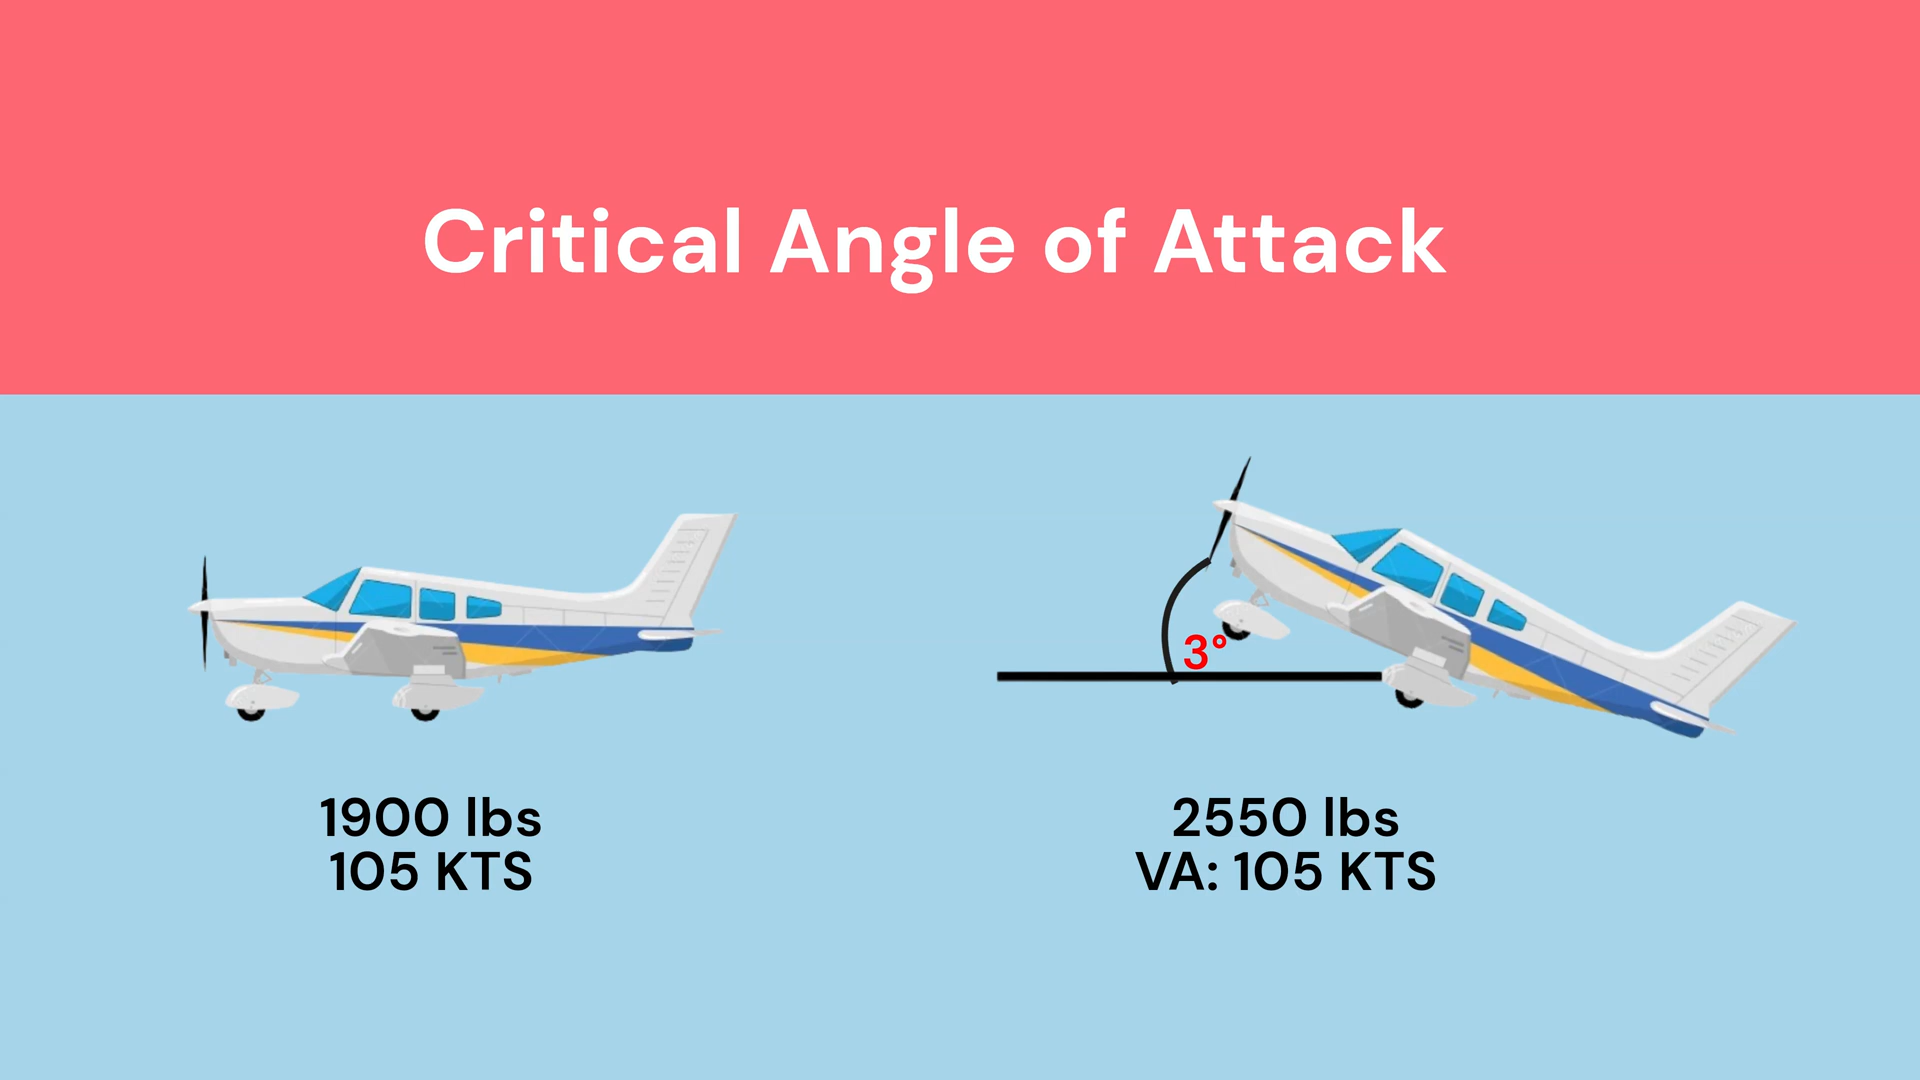 Critical Angle of Attack
3°
1900 lbs
105 KTS
2550 lbs
VA: 105 KTS